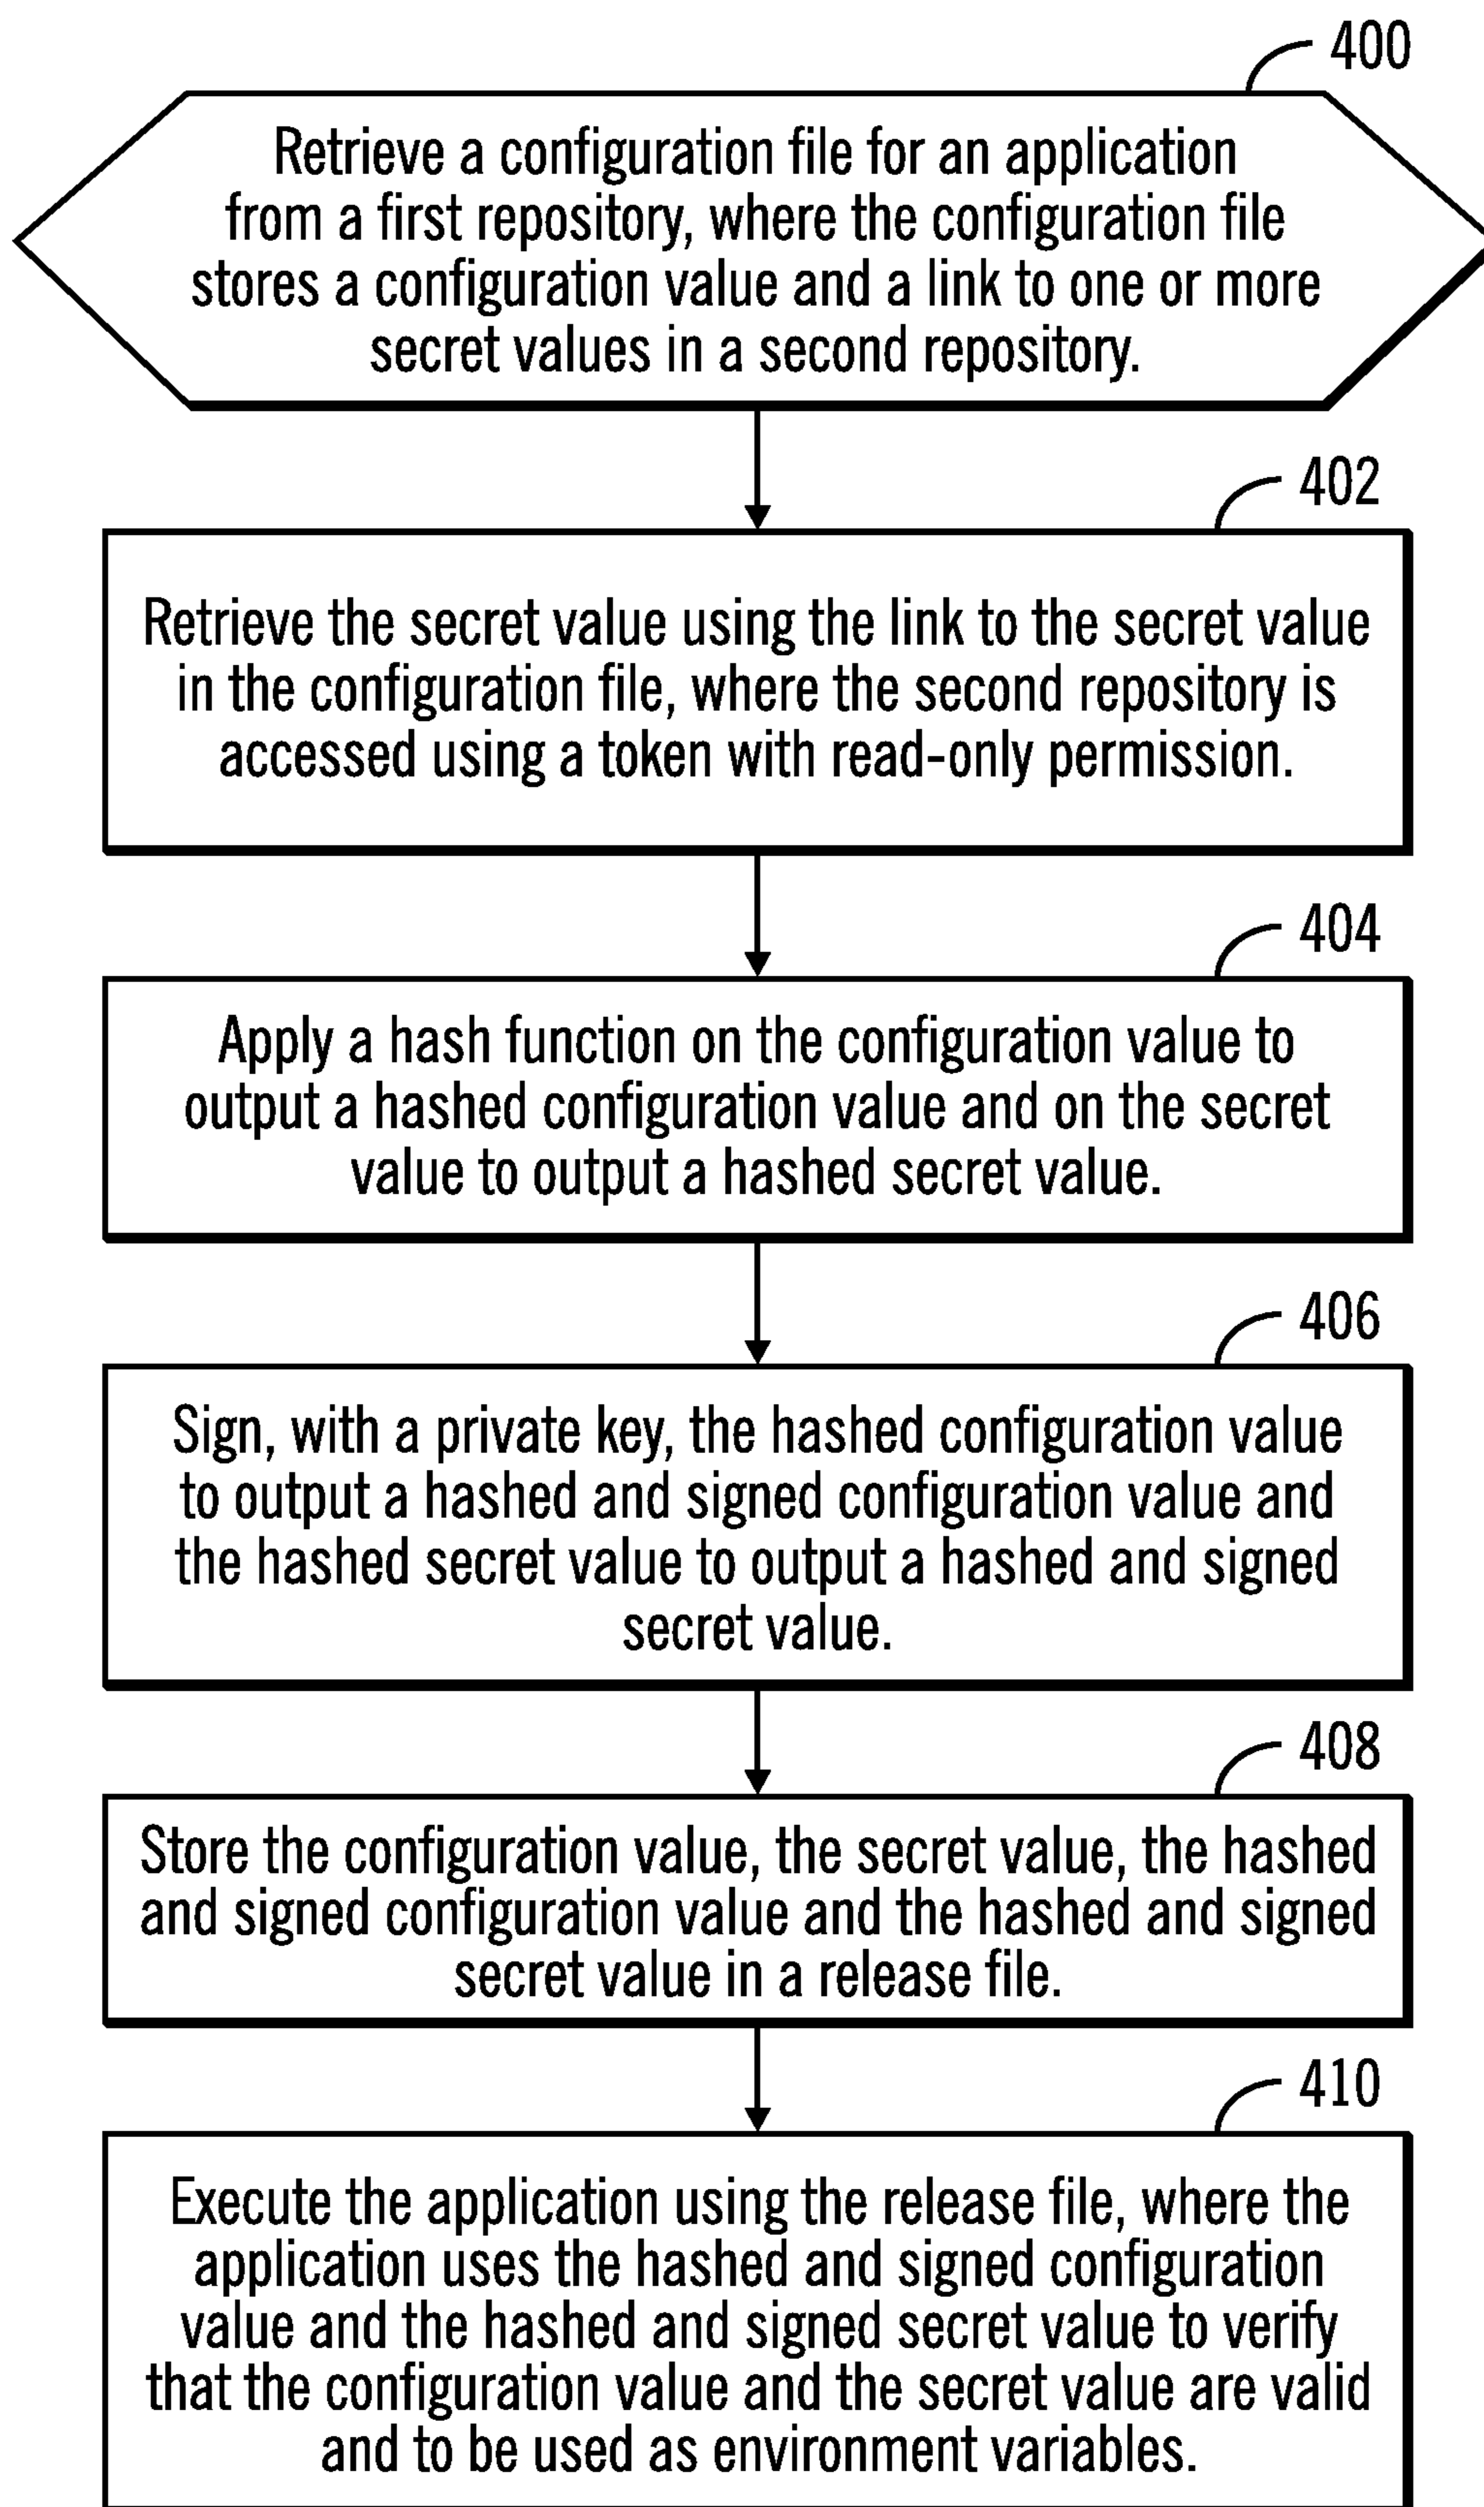 400
Retrieve a configuration file for an application
from a first repository, where the configuration file
stores a configuration value and a link to one or more
secret values in a second repository.
402
Retrieve the secret value using the link to the secret value
in the configuration file, where the second repository is
accessed using a token with read-only permission.
404
Apply a hash function on the configuration value to
output a hashed configuration value and on the secret
value to output a hashed secret value.
406
Sign, with a private key, the hashed configuration value
to output a hashed and signed configuration value and
the hashed secret value to output a hashed and signed
secret value.
408
Store the configuration value, the secret value, the hashed
and signed configuration value and the hashed and signed
secret value in a release file.
410
Execute the application using the release file, where the
application uses the hashed and signed configuration
value and the hashed and signed secret value to verify
that the configuration value and the secret value are valid
and to be used as environment variables.